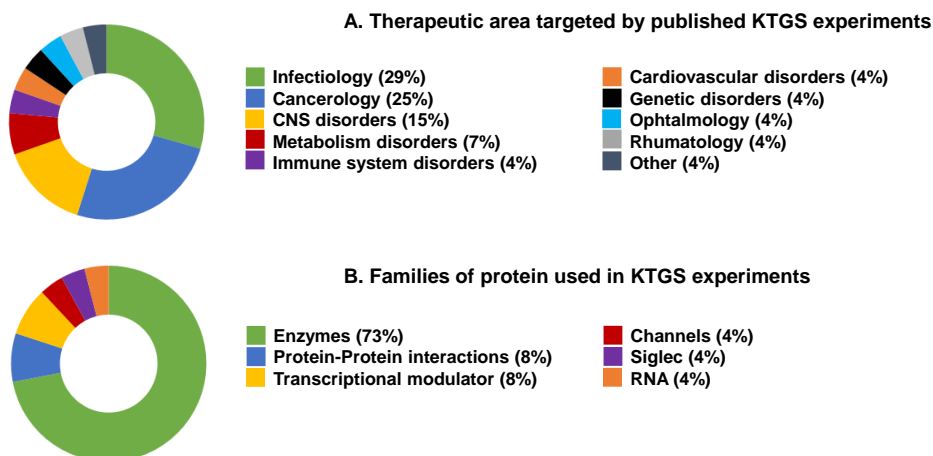 A. Therapeutic area targeted by published KTGS experiments
Infectiology (29%)
Cancerology (25%)
CNS disorders (15%)
Metabolism disorders (7%)
Immune system disorders (4%)
Cardiovascular disorders (4%)
Genetic disorders (4%)
Ophtalmology (4%)
Rhumatology (4%)
Other (4%)
B. Families of protein used in KTGS experiments
Enzymes (73%)
Protein-Protein interactions (8%)
Transcriptional modulator (8%)
Channels (4%)
Siglec (4%)
RNA (4%)